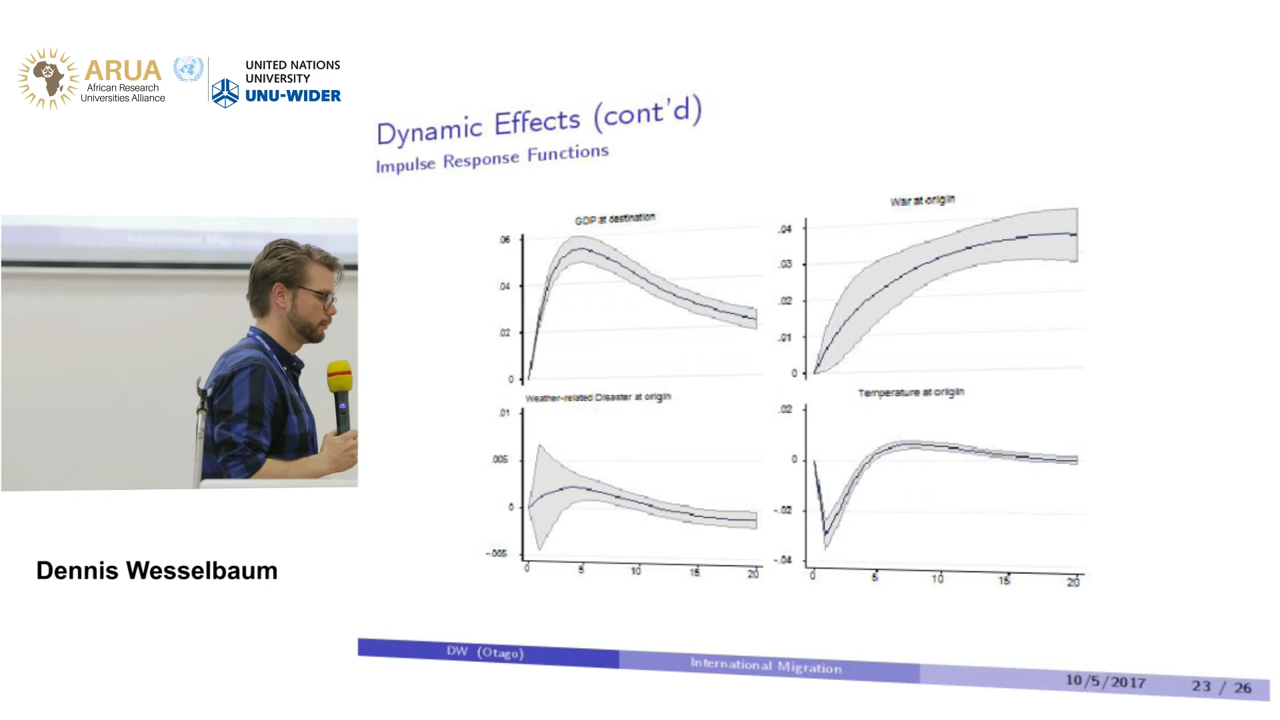 ARUA
African Research
Universities Alliance
UNITED NATIONS
UNIVERSITY
UNU-WIDER
Dynamic Effects (cont'd)
Impulse Response Functions
GDP at destination
.06
.04
.02
0
War at origin
.04
.03
.02
.01
0
Weather-related Disaster at origin
.01
.005
0
-.005
0 5 10 15 20
Temperature at origin
.02
0
-.02
-.04
0 5 10 15 20
Dennis Wesselbaum
DW (Otago) International Migration 10/5/2017 23 / 26